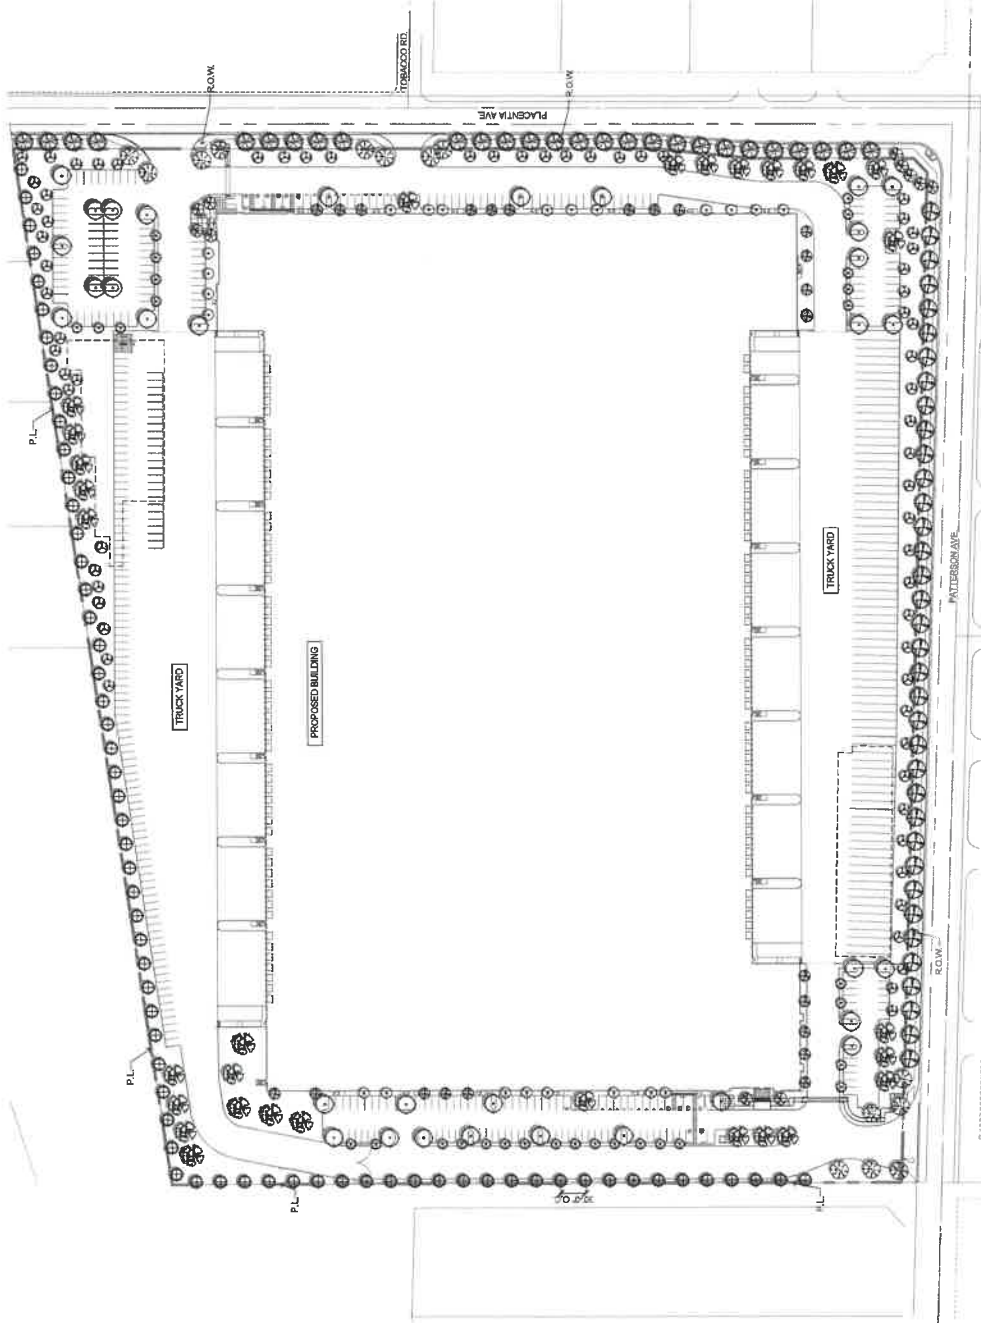 TOBACCO RD.
R.O.W.
R.O.W.
PLACENTIA AVE
P.L.
TRUCK YARD
PROPOSED BUILDING
TRUCK YARD
PATTERSON AVE
R.O.W.
P.L.
P.L.
P.L.